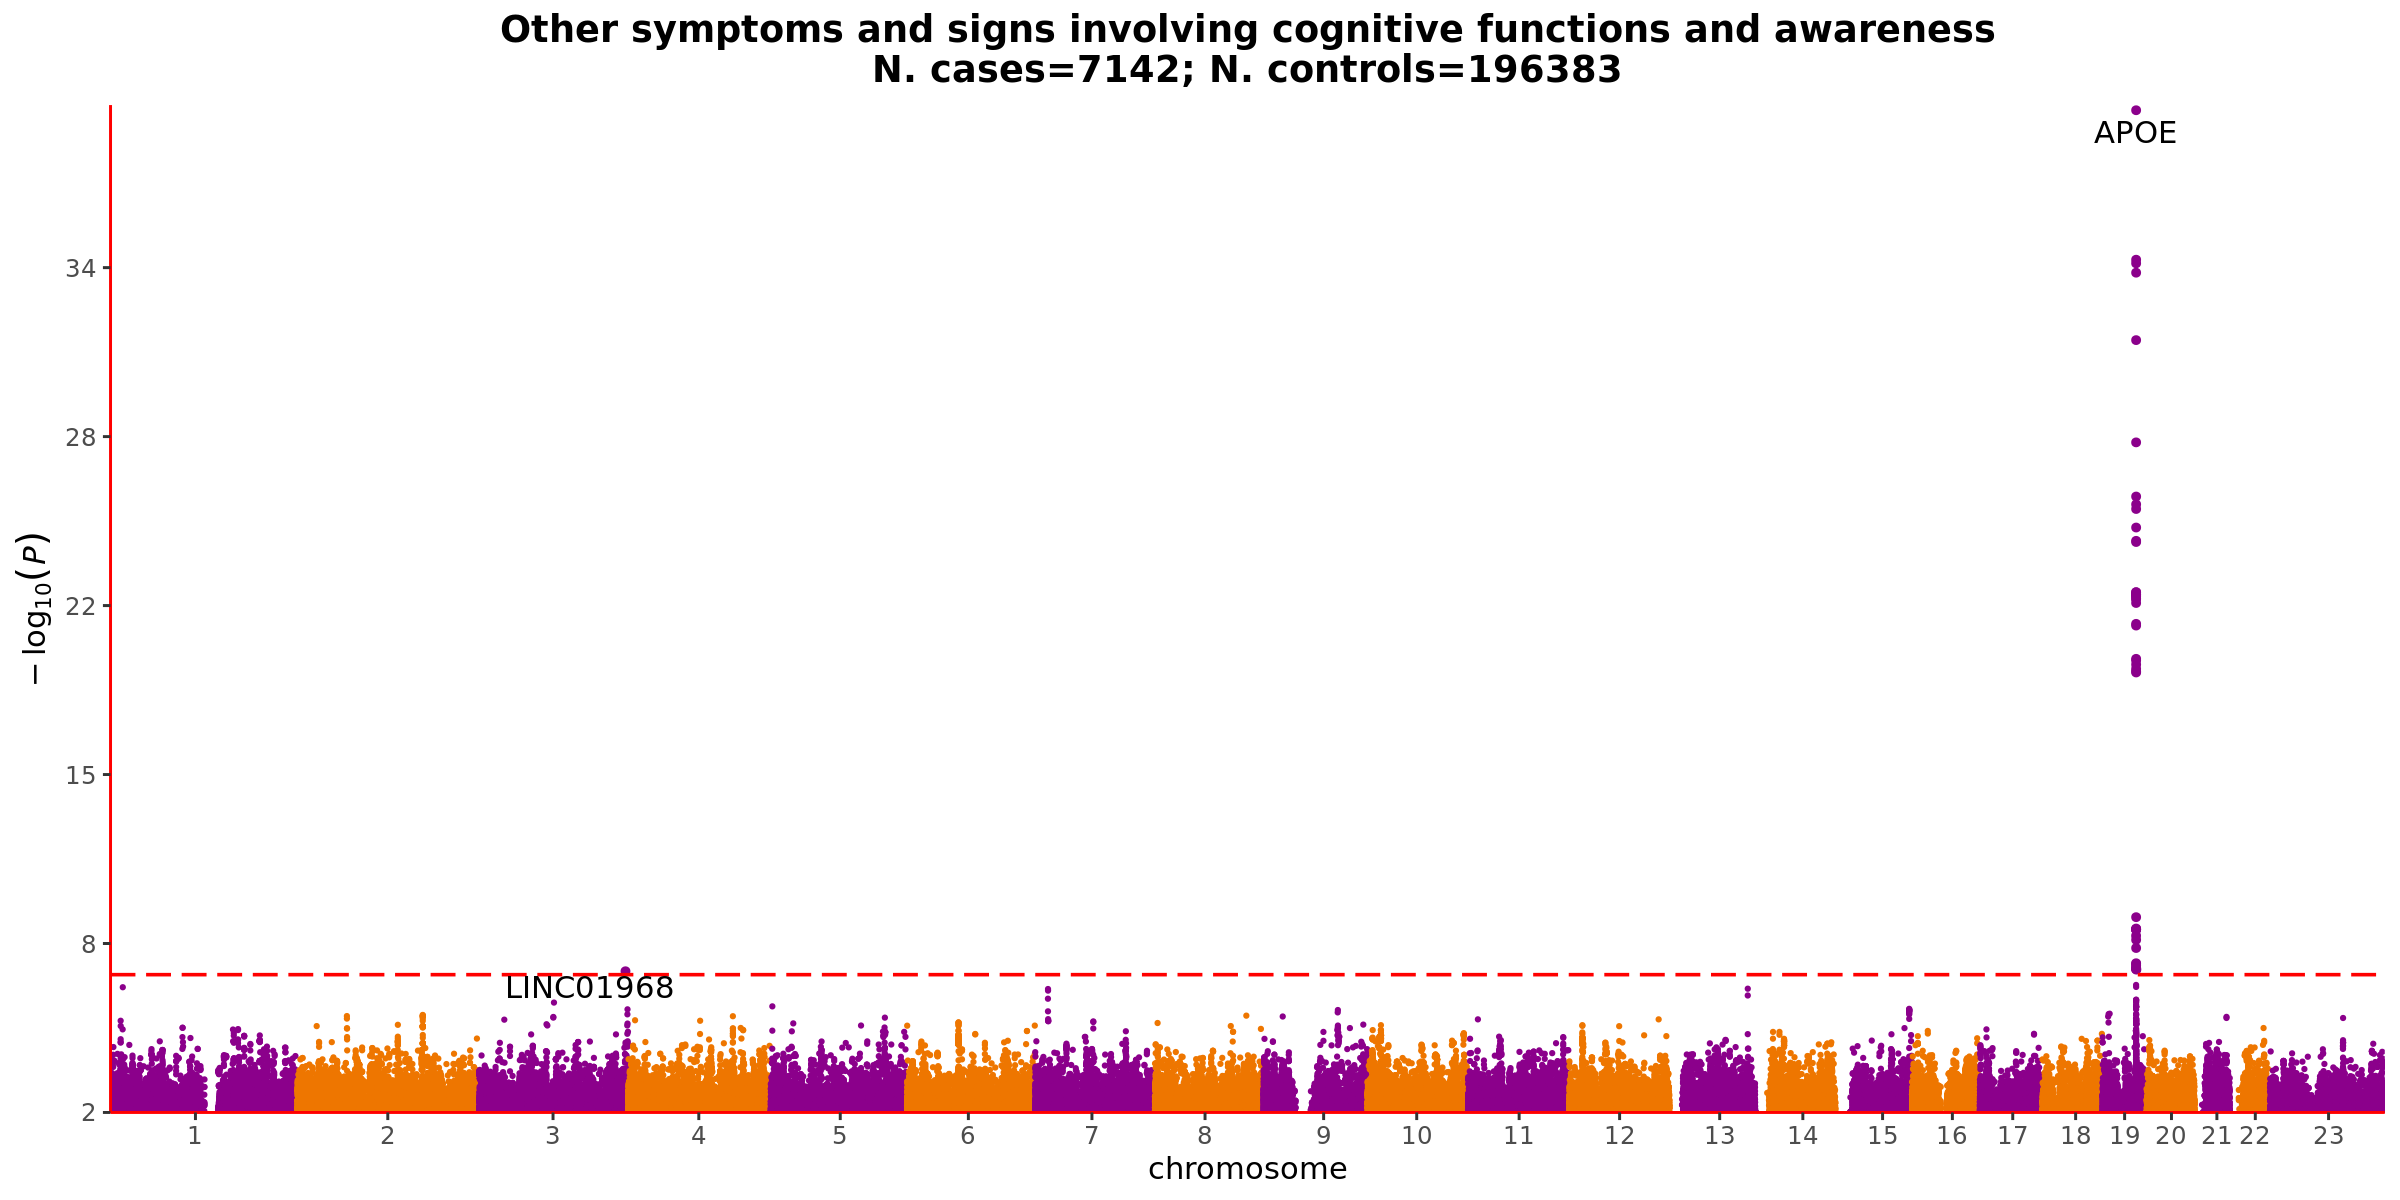 Other symptoms and signs involving cognitive functions and awareness
N. cases=7142; N. controls=196383
APOE
34
28
22
15
8
2
−log10(P)
LINC01968
1 2 3 4 5 6 7 8 9 10 11 12 13 14 15 16 17 18 19 20 21 22 23
chromosome